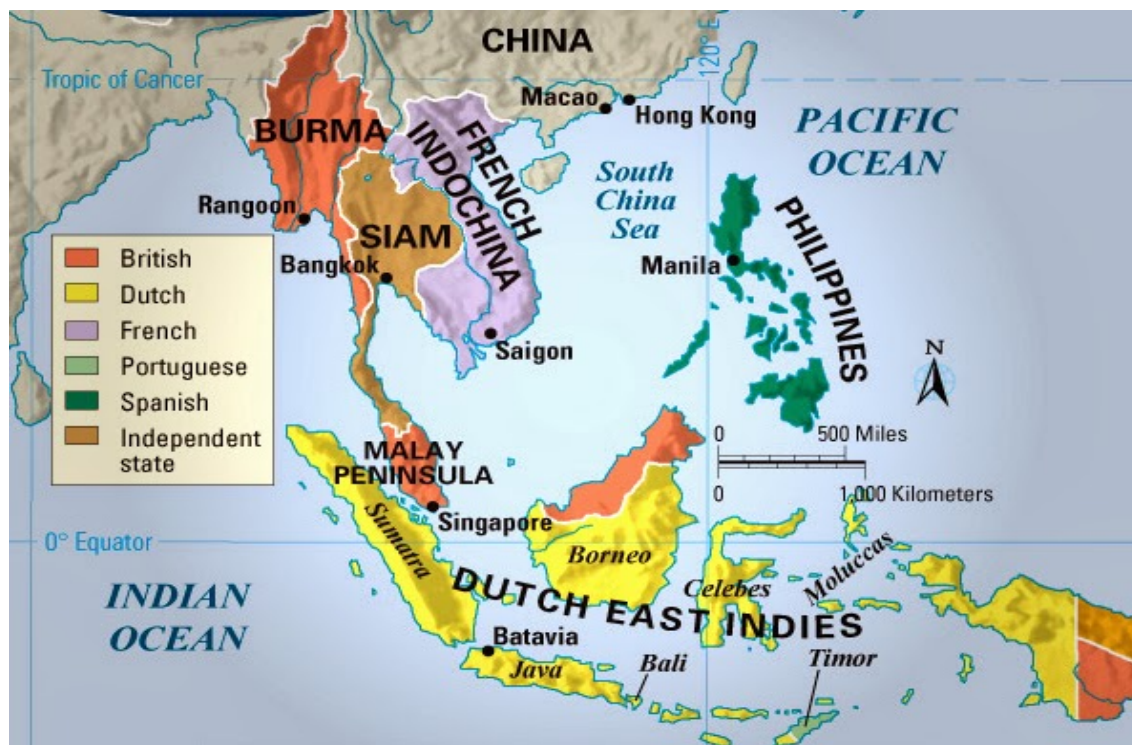 CHINA
120° E
Tropic of Cancer
Macao
Hong Kong
BURMA
FRENCH
INDOCHINA
PACIFIC
OCEAN
South
China
Sea
Rangoon
SIAM
Bangkok
Manila
PHILIPPINES
British
Dutch
French
Portuguese
Spanish
Independent
state
Saigon
N
0 500 Miles
0 1,000 Kilometers
MALAY
PENINSULA
Singapore
0° Equator
Sumatra
Borneo
Celebes
Moluccas
INDIAN
OCEAN
DUTCH EAST INDIES
Batavia
Java
Bali
Timor